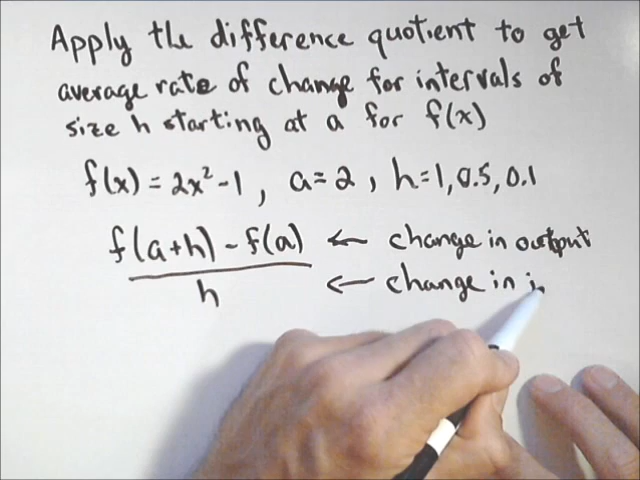 Apply the difference quotient to get
average rate of change for intervals of
size h starting at a for f(x)
f(x) = 2x² - 1 , a = 2 , h = 1, 0.5, 0.1
f(a+h) - f(a) ← change in output
h ← change in in